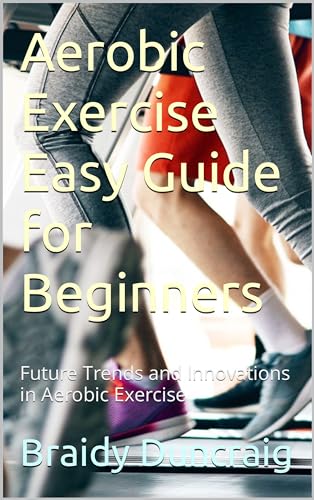 Aerobic
Exercise
Easy Guide
for
Beginners
Future Trends and Innovations
in Aerobic Exercise
Braidy Duncraig